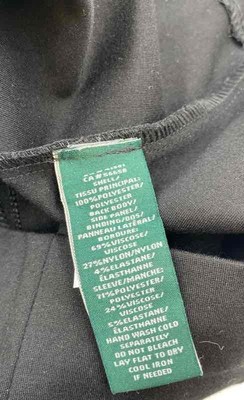 CA# 56658
SHELL/
TISSU PRINCIPAL:
100% POLYESTER/
POLYESTER
BACK BODY/
SIDE PANEL/
BINDING/DOS/
PANNEAU LATÉRAL/
BORDURE:
69% VISCOSE/
VISCOSE
27% NYLON/NYLON
4% ELASTANE/
ÉLASTHANNE
SLEEVE/MANCHE:
71% POLYESTER/
POLYESTER
24% VISCOSE/
VISCOSE
5% ELASTANE/
ÉLASTHANNE
HAND WASH COLD
SEPARATELY
DO NOT BLEACH
LAY FLAT TO DRY
COOL IRON
IF NEEDED